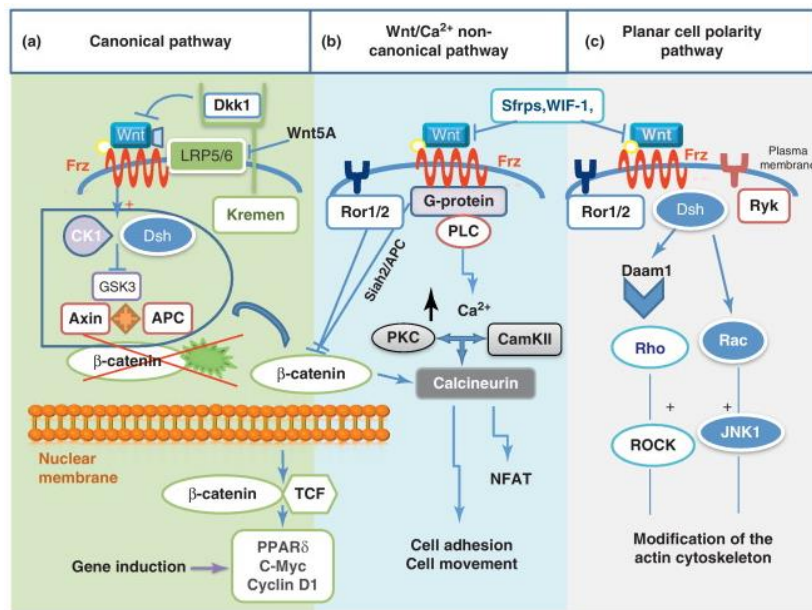 (a) Canonical pathway
(b) Wnt/Ca²⁺ non-
canonical pathway
(c) Planar cell polarity
pathway
Dkk1
Wnt
LRP5/6
Wnt5A
Frz
+
Kremen
CK1
Dsh
GSK3
Axin
APC
β-catenin
Nuclear
membrane
β-catenin
TCF
PPARδ
C-Myc
Cyclin D1
Gene induction
Sfrps,WIF-1,
Wnt
Frz
Ror1/2
G-protein
PLC
Siah2/APC
Ca²⁺
PKC
CamKII
β-catenin
Calcineurin
NFAT
Cell adhesion
Cell movement
Wnt
Frz
Plasma
membrane
Ror1/2
Dsh
Ryk
Daam1
Rho
Rac
+
+
ROCK
JNK1
Modification of the
actin cytoskeleton